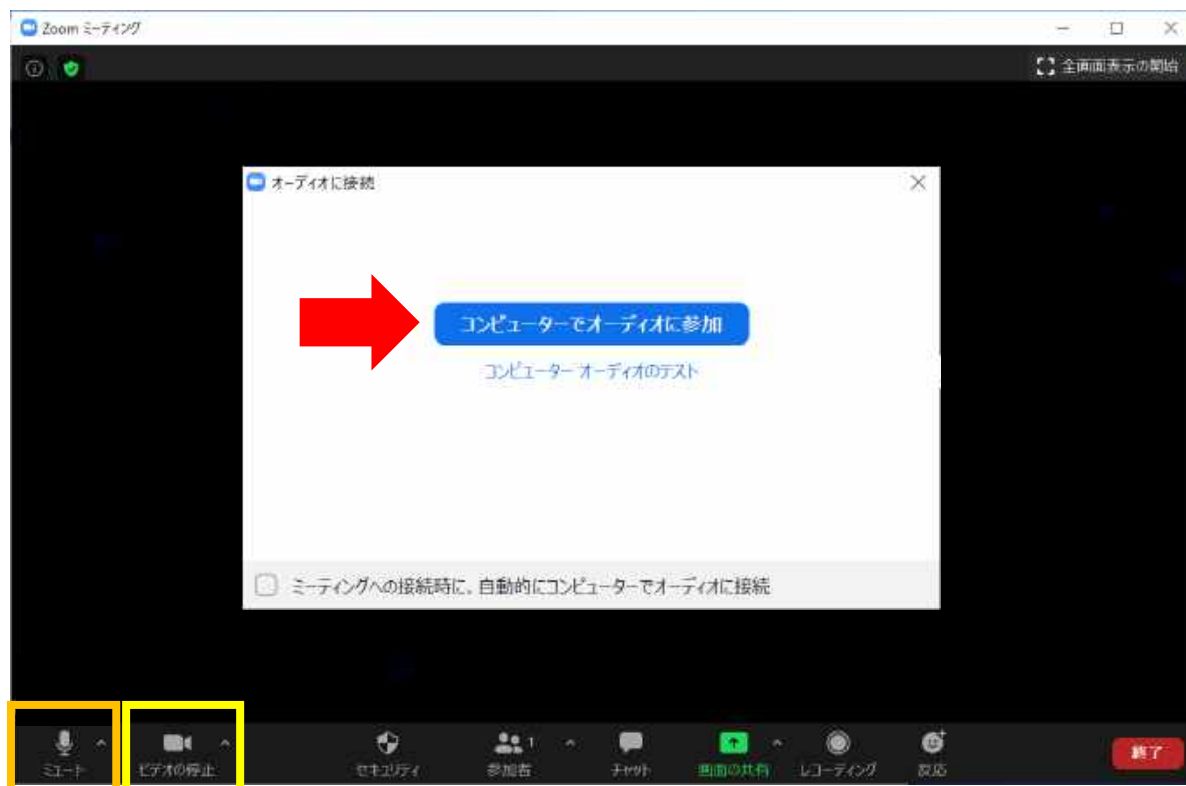 Zoom ミーティング
全画面表示の開始
オーディオに接続
コンピューターでオーディオに参加
コンピューター オーディオのテスト
ミーティングへの接続時に、自動的にコンピューターでオーディオに接続
ミュート
ビデオの停止
セキュリティ
参加者
1
チャット
画面の共有
レコーディング
反応
終了